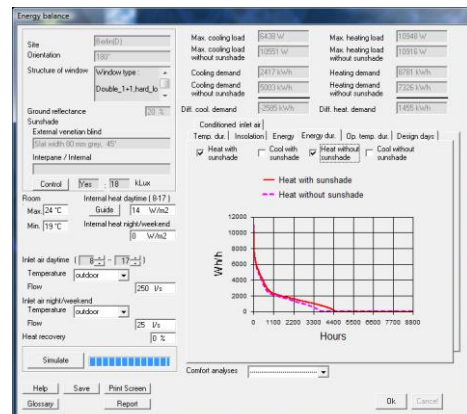 Energy balance
Site
Berlin(D)
Orientation
180°
Structure of window
Window type :
Double_1+1,hard_lo
Ground reflectance
20 %
Sunshade
External venetian blind
Slat width 80 mm grey, 45°
Interpane / Internal
Control
Yes
:
18
kLux
Room
Internal heat daytime ( 8-17 )
Max.
24 °C
Guide
14 W/m2
Min.
19 °C
Internal heat night/weekend
0 W/m2
Inlet air daytime (
8
-
17
)
Temperature
outdoor
Flow
250 l/s
Inlet air night/weekend
Temperature
outdoor
Flow
25 l/s
Heat recovery
0 %
Simulate
Help
Save
Print Screen
Glossary
Report
Max. cooling load
6438 W
Max. heating load
10948 W
Max. cooling load
without sunshade
10551 W
Max. heating load
without sunshade
10916 W
Cooling demand
2417 kWh
Heating demand
8781 kWh
Cooling demand
without sunshade
5003 kWh
Heating demand
without sunshade
7326 kWh
Diff. cool. demand
-2585 kWh
Diff. heat. demand
1455 kWh
Conditioned inlet air
Temp. dur.
Insolation
Energy
Energy dur.
Op. temp. dur.
Design days
Heat with
sunshade
Cool with
sunshade
Heat without
sunshade
Cool without
sunshade
Heat with sunshade
Heat without sunshade
Wh/h
12000
10000
8000
6000
4000
2000
0
0 1100 2200 3300 4400 5500 6600 7700 8800
Hours
Comfort analyses
Ok
Cancel